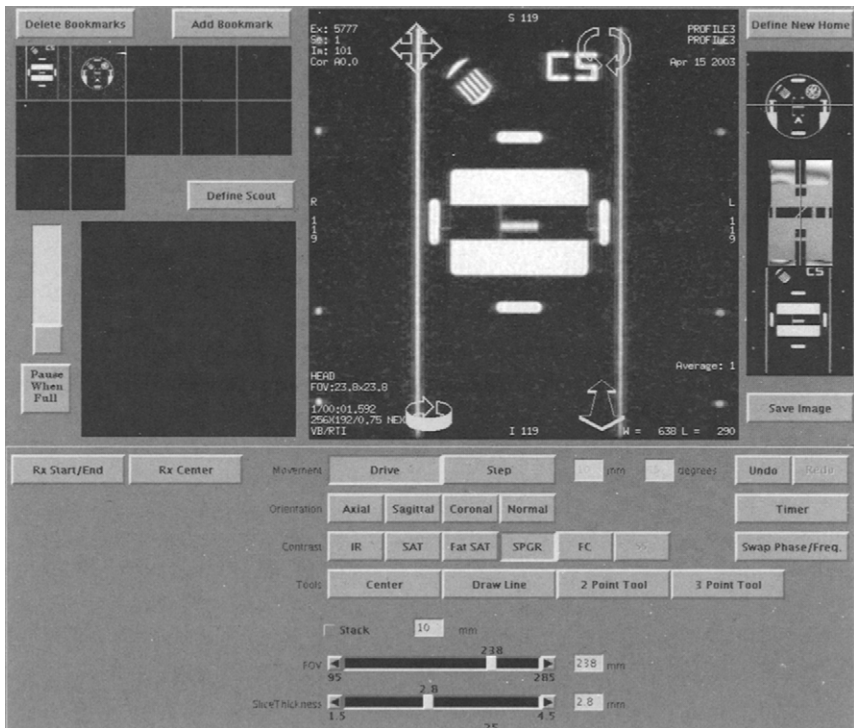 Delete Bookmarks
Add Bookmark
Define Scout
Pause
When
Full
S 119
Ex: 5777
Se: 1
Im: 101
Cor A0.0
PROFILE3
PROFILE3
Apr 15 2003
CS
R
1
1
9
L
1
1
9
HEAD
FOV:23.8x23.8
1700:01.592
256X192/0.75 NEX
VB/RTI
I 119
Average: 1
W = 638 L = 290
Define New Home
CS
Save Image
Rx Start/End
Rx Center
Movement
Drive
Step
10 mm
degrees
Undo
Redo
Orientation
Axial
Sagittal
Coronal
Normal
Timer
Contrast
IR
SAT
Fat SAT
SPGR
FC
Swap Phase/Freq.
Tools
Center
Draw Line
2 Point Tool
3 Point Tool
Stack
10 mm
FOV
238
95
285
238 mm
SliceThickness
2.8
1.5
4.5
2.8 mm